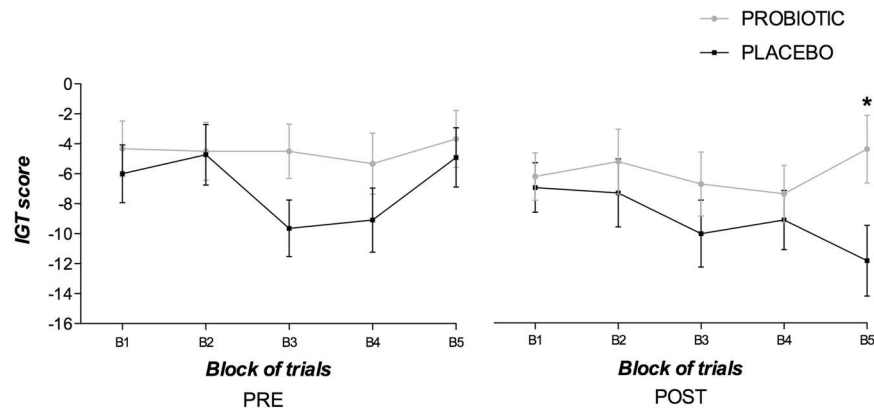 PROBIOTIC
PLACEBO
IGT score
0
-2
-4
-6
-8
-10
-12
-14
-16
B1 B2 B3 B4 B5
Block of trials
PRE
*
B1 B2 B3 B4 B5
Block of trials
POST